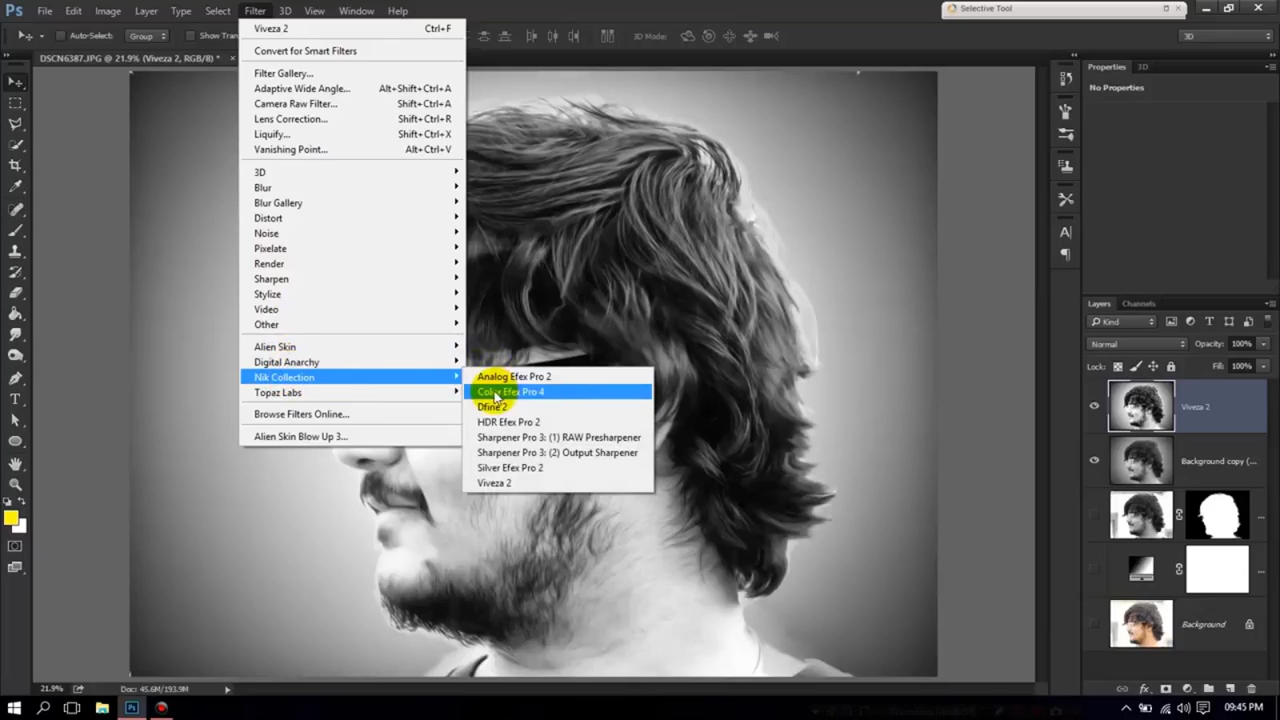 Ps File Edit Image Layer Type Select Filter 3D View Window Help
Selective Tool
Auto-Select: Group Show Tran 3D Mode: 3D
DSCN6387.JPG @ 21.9% (Viveza 2, RGB/8) *
Viveza 2 Ctrl+F
Convert for Smart Filters
Filter Gallery...
Adaptive Wide Angle... Alt+Shift+Ctrl+A
Camera Raw Filter... Shift+Ctrl+A
Lens Correction... Shift+Ctrl+R
Liquify... Shift+Ctrl+X
Vanishing Point... Alt+Ctrl+V
3D
Blur
Blur Gallery
Distort
Noise
Pixelate
Render
Sharpen
Stylize
Video
Other
Alien Skin
Digital Anarchy
Nik Collection
Topaz Labs
Browse Filters Online...
Alien Skin Blow Up 3...
Analog Efex Pro 2
Color Efex Pro 4
Dfine 2
HDR Efex Pro 2
Sharpener Pro 3: (1) RAW Presharpener
Sharpener Pro 3: (2) Output Sharpener
Silver Efex Pro 2
Viveza 2
Properties 3D
No Properties
Layers Channels
Kind
Normal Opacity: 100%
Lock: Fill: 100%
Viveza 2
Background copy (...
...
Background
21.9% Doc: 45.6M/193.9M
09:45 PM